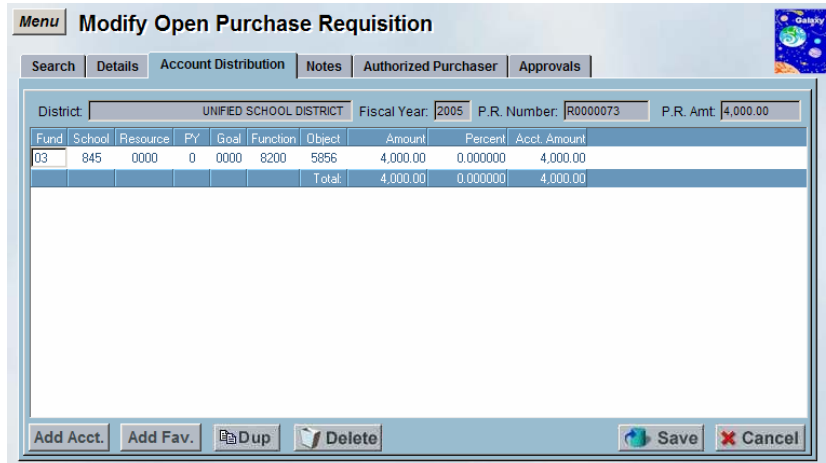 Menu Modify Open Purchase Requisition
Galaxy
Search Details Account Distribution Notes Authorized Purchaser Approvals
District: UNIFIED SCHOOL DISTRICT Fiscal Year: 2005 P.R. Number: R0000073 P.R. Amt: 4,000.00
Fund School Resource PY Goal Function Object Amount Percent Acct. Amount
03 845 0000 0 0000 8200 5856 4,000.00 0.000000 4,000.00
Total: 4,000.00 0.000000 4,000.00
Add Acct. Add Fav. Dup Delete Save Cancel